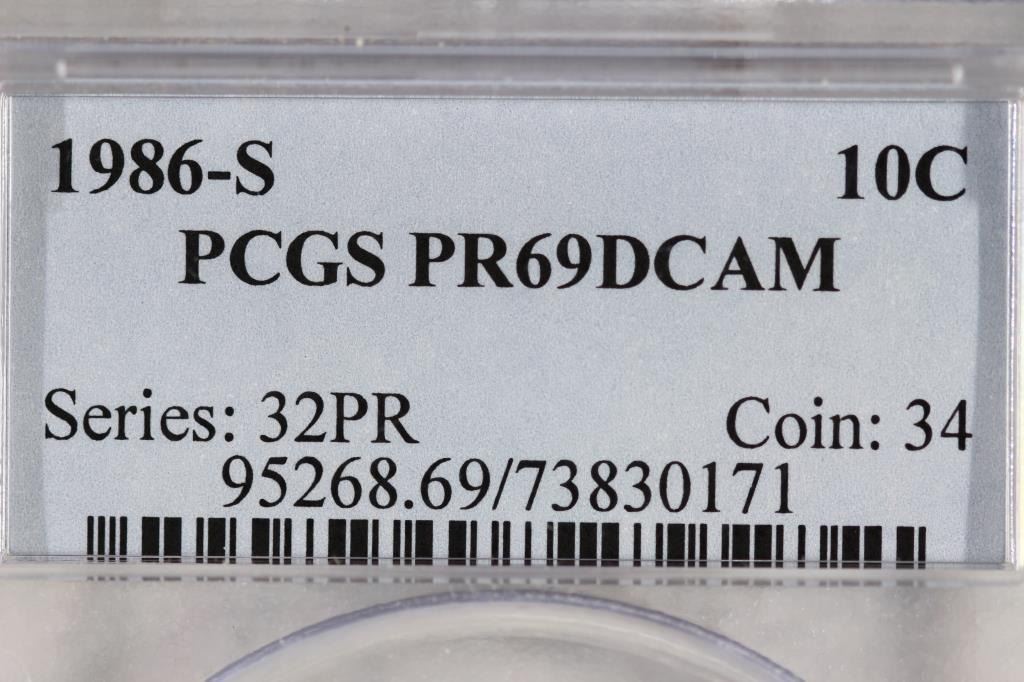 1986-S 10C
PCGS PR69DCAM
Series: 32PR Coin: 34
95268.69/73830171